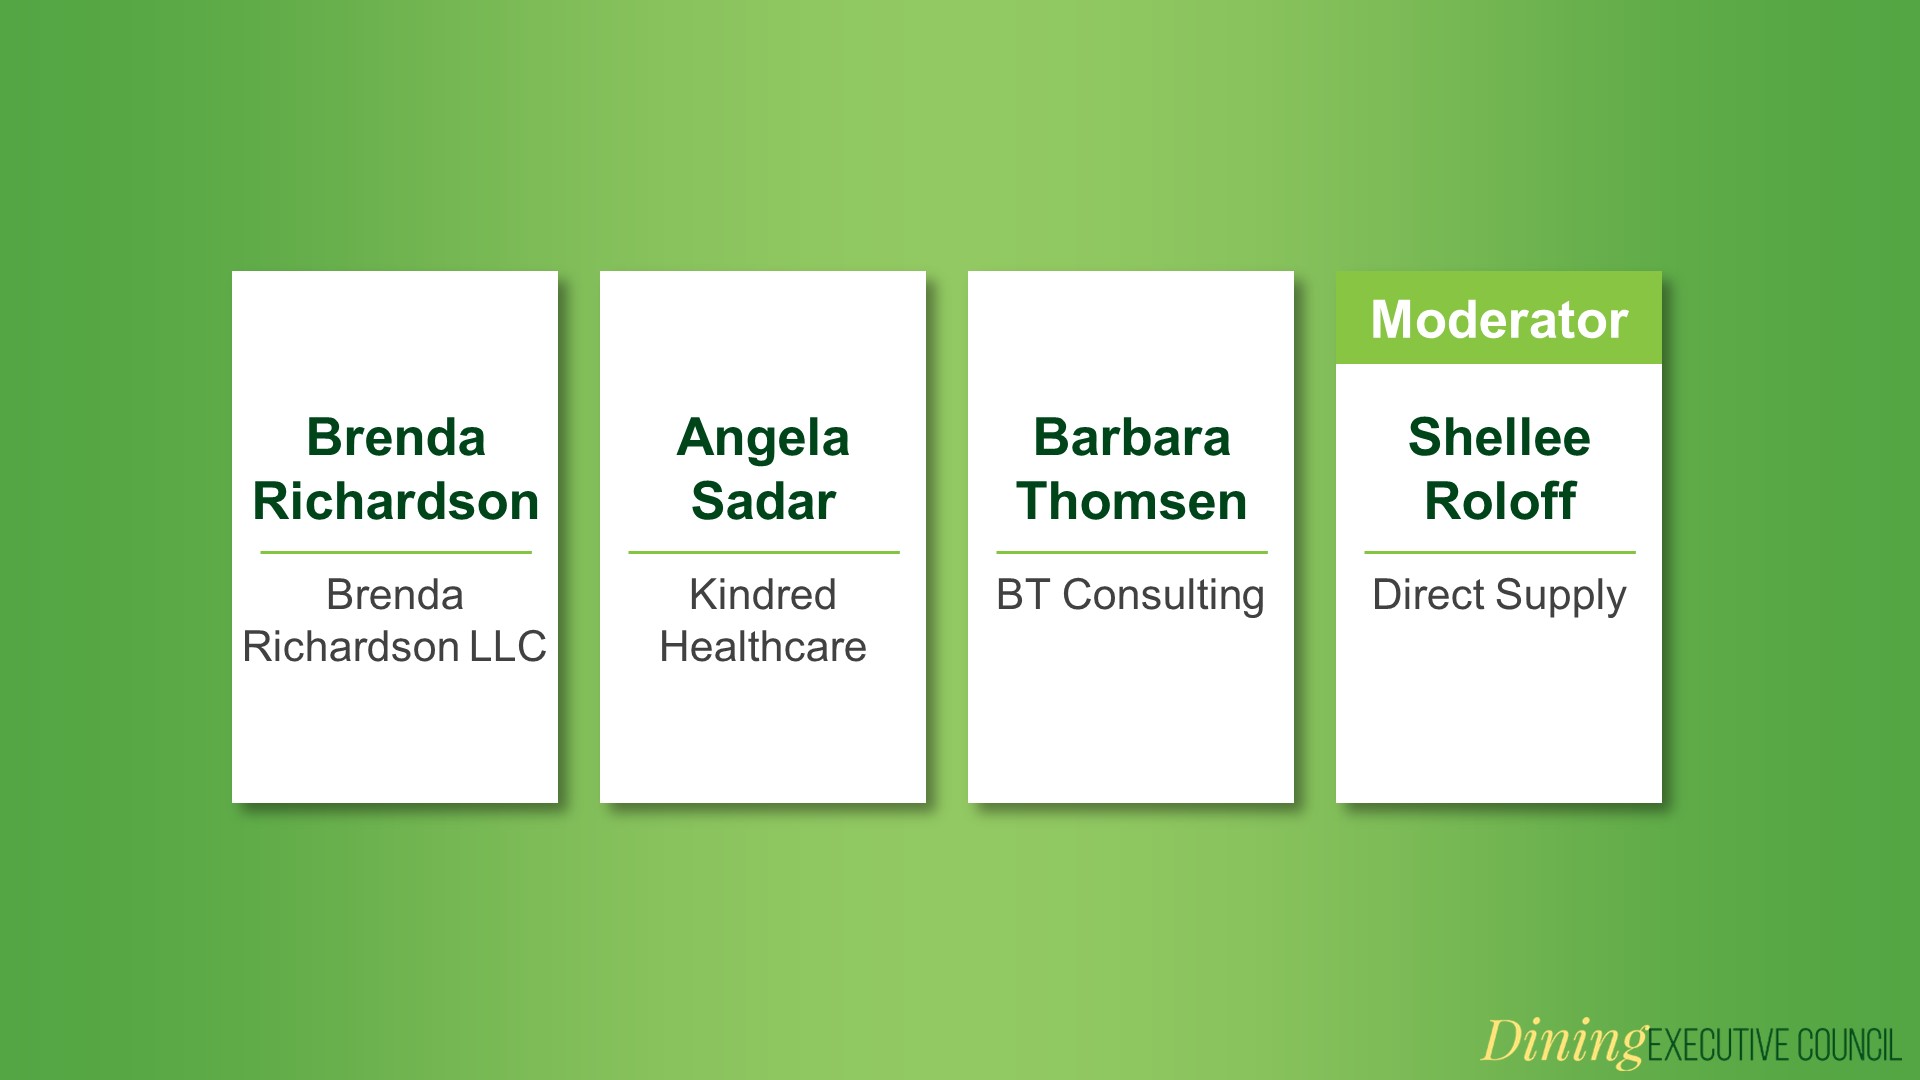 Brenda
Richardson
Brenda
Richardson LLC
Angela
Sadar
Kindred
Healthcare
Barbara
Thomsen
BT Consulting
Moderator
Shellee
Roloff
Direct Supply
Dining EXECUTIVE COUNCIL